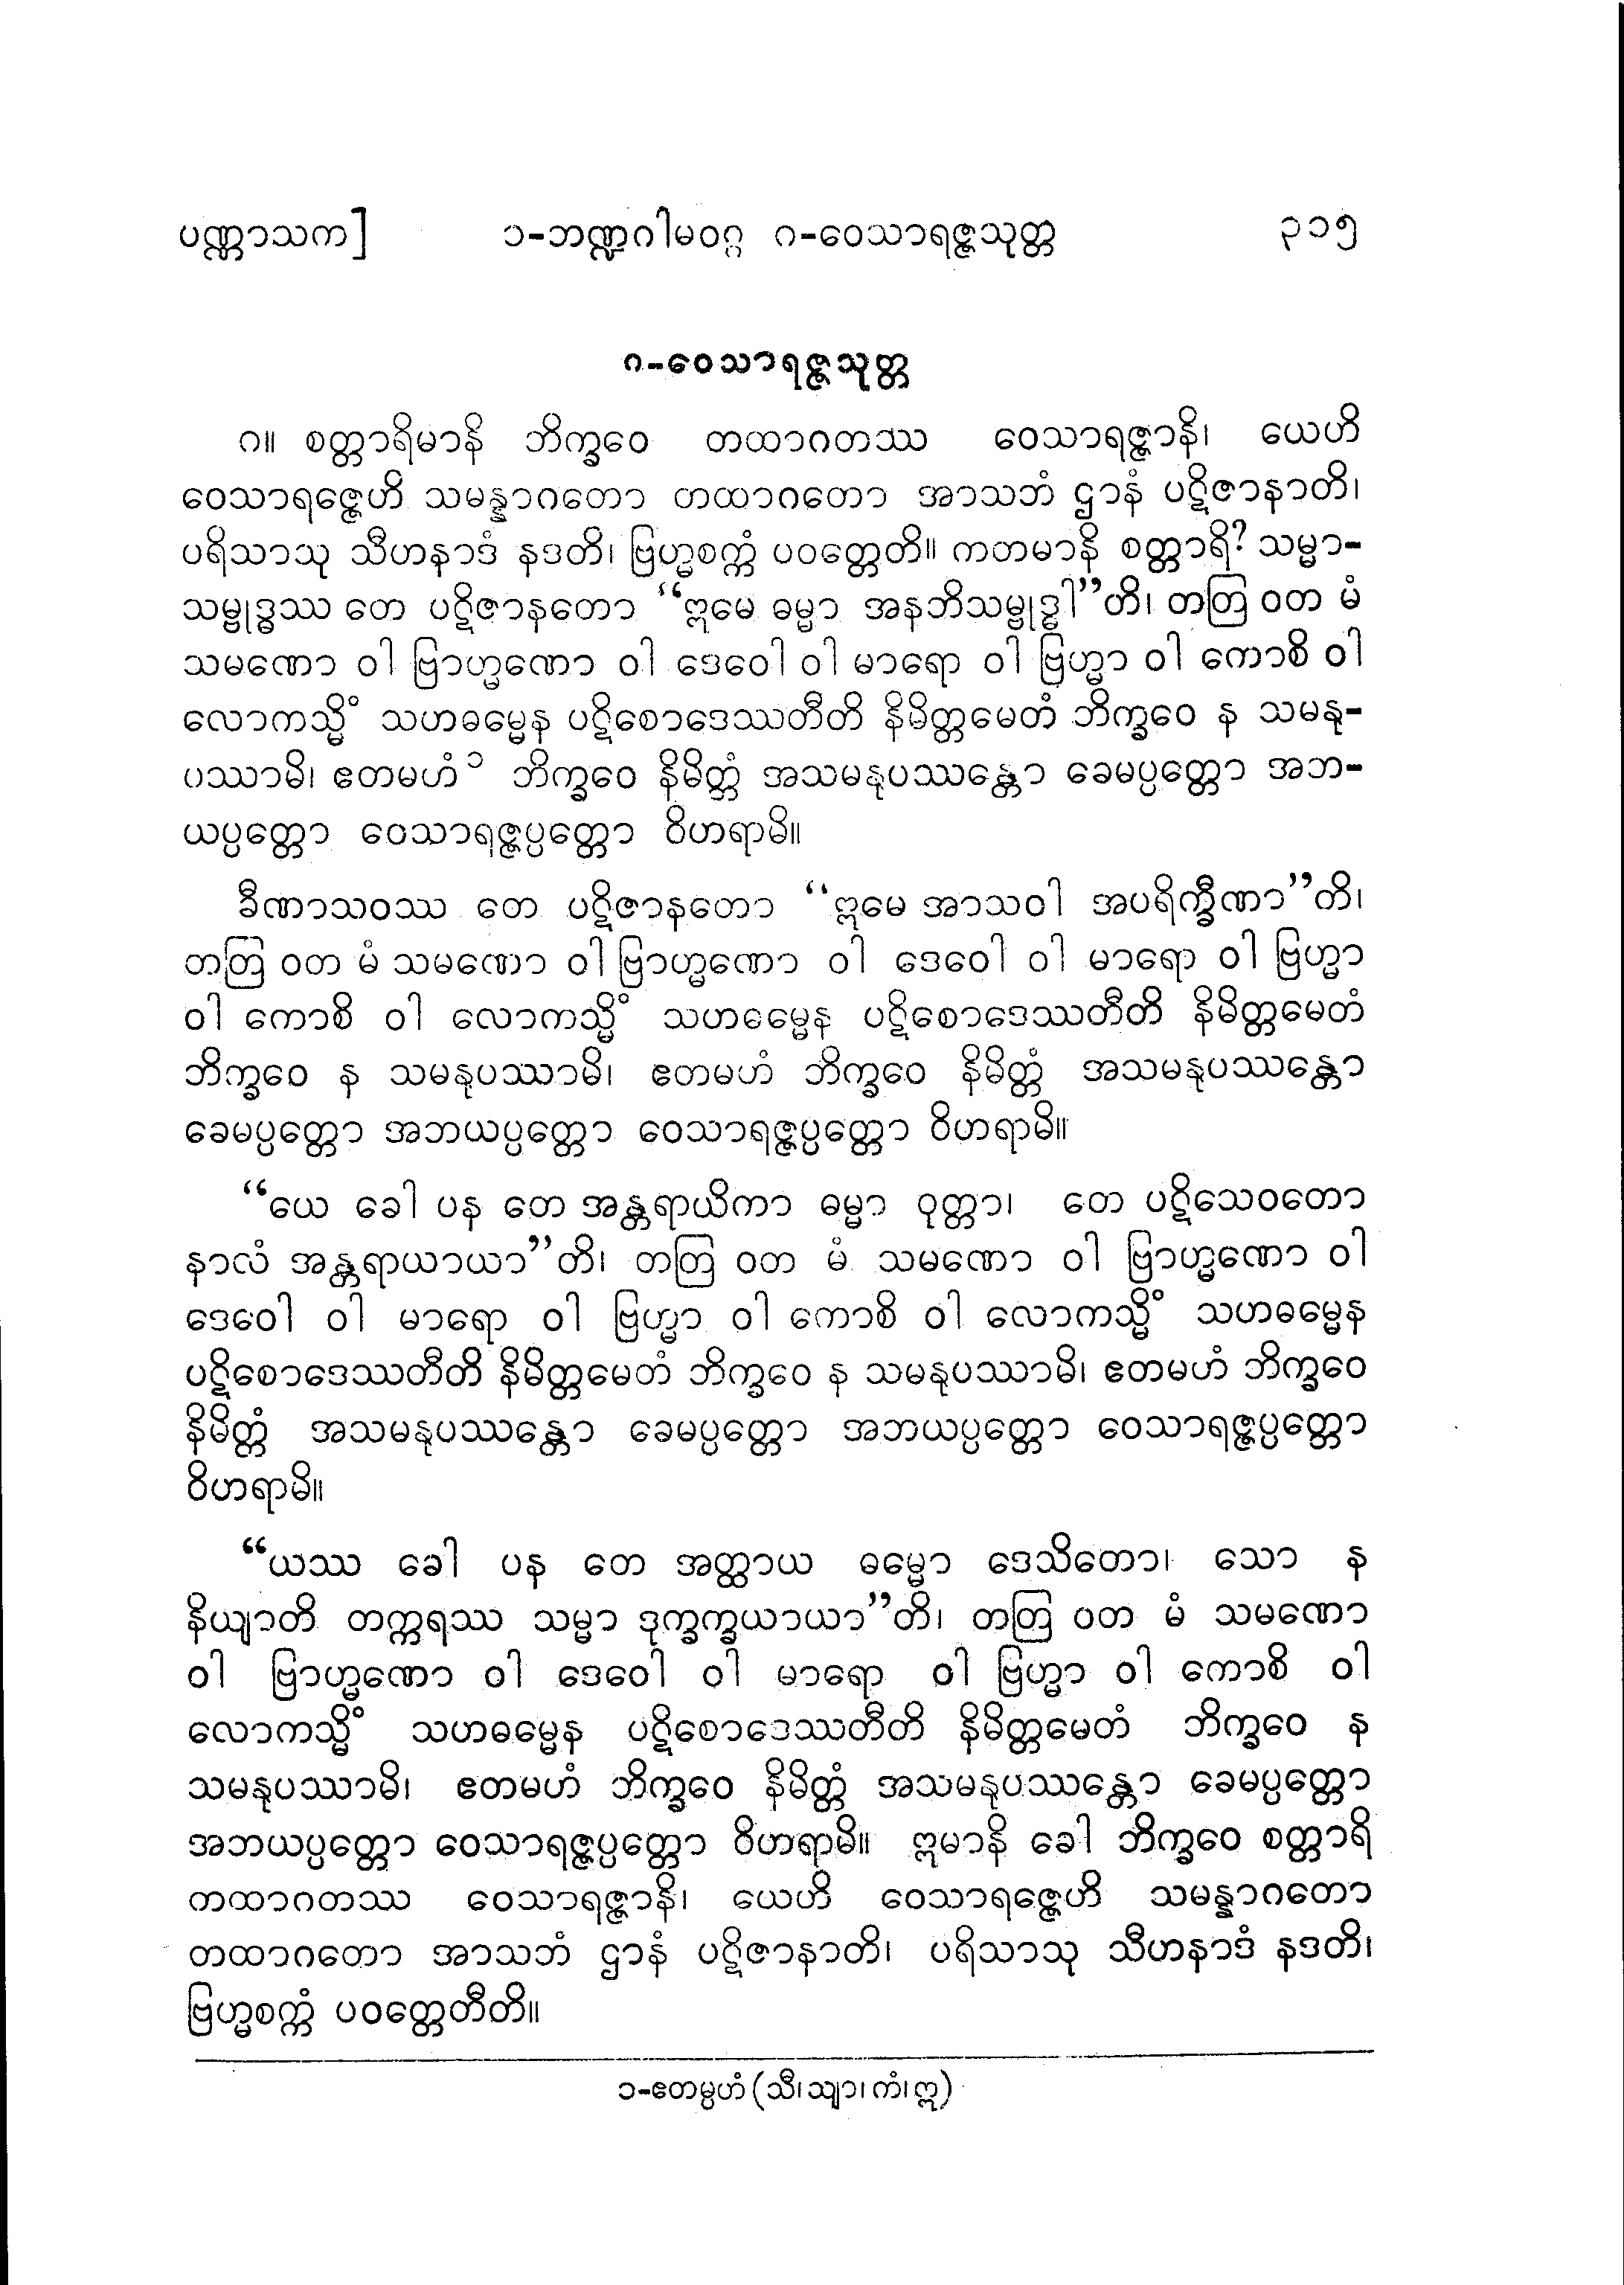 ပဏ္ဏာသက] ၁-ဘဏ္ဍဂါမဝဂ္ဂ ဂ-ဝေသာရဇ္ဇသုတ္တ ၃၁၅
ဂ-ဝေသာရဇ္ဇသုတ္တ
ဂ။ စတ္တာရိမာနိ ဘိက္ခဝေ တထာဂတဿ ဝေသာရဇ္ဇာနိ၊ ယေဟိ
ဝေသာရဇ္ဇေဟိ သမန္နာဂတော တထာဂတော အာသဘံ ဌာနံ ပဋိဇာနာတိ၊
ပရိသာသု သီဟနာဒံ နဒတိ၊ ဗြဟ္မစက္ကံ ပဝတ္တေတိ။ ကတမာနိ စတ္တာရိ? သမ္မာ-
သမ္ဗုဒ္ဓဿ တေ ပဋိဇာနတော “ဣမေ ဓမ္မာ အနဘိသမ္ဗုဒ္ဓါ”တိ၊ တတြ ဝတ မံ
သမဏော ဝါ ဗြာဟ္မဏော ဝါ ဒေဝေါ ဝါ မာရော ဝါ ဗြဟ္မာ ဝါ ကောစိ ဝါ
လောကသ္မိံ သဟဓမ္မေန ပဋိစောဒေဿတီတိ နိမိတ္တမေတံ ဘိက္ခဝေ န သမနု-
ပဿာမိ၊ ဧတမဟံ ၁ ဘိက္ခဝေ နိမိတ္တံ အသမနုပဿန္တော ခေမပ္ပတ္တော အဘ-
ယပ္ပတ္တော ဝေသာရဇ္ဇပ္ပတ္တော ဝိဟရာမိ။
ခီဏာသဝဿ တေ ပဋိဇာနတော “ဣမေ အာသဝါ အပရိက္ခီဏာ”တိ၊
တတြ ဝတ မံ သမဏော ဝါ ဗြာဟ္မဏော ဝါ ဒေဝေါ ဝါ မာရော ဝါ ဗြဟ္မာ
ဝါ ကောစိ ဝါ လောကသ္မိံ သဟဓမ္မေန ပဋိစောဒေဿတီတိ နိမိတ္တမေတံ
ဘိက္ခဝေ န သမနုပဿာမိ၊ ဧတမဟံ ဘိက္ခဝေ နိမိတ္တံ အသမနုပဿန္တော
ခေမပ္ပတ္တော အဘယပ္ပတ္တော ဝေသာရဇ္ဇပ္ပတ္တော ဝိဟရာမိ။
“ယေ ခေါ ပန တေ အန္တရာယိကာ ဓမ္မာ ဝုတ္တာ၊ တေ ပဋိသေဝတော
နာလံ အန္တရာယာယာ”တိ၊ တတြ ဝတ မံ သမဏော ဝါ ဗြာဟ္မဏော ဝါ
ဒေဝေါ ဝါ မာရော ဝါ ဗြဟ္မာ ဝါ ကောစိ ဝါ လောကသ္မိံ သဟဓမ္မေန
ပဋိစောဒေဿတီတိ နိမိတ္တမေတံ ဘိက္ခဝေ န သမနုပဿာမိ၊ ဧတမဟံ ဘိက္ခဝေ
နိမိတ္တံ အသမနုပဿန္တော ခေမပ္ပတ္တော အဘယပ္ပတ္တော ဝေသာရဇ္ဇပ္ပတ္တော
ဝိဟရာမိ။
“ယဿ ခေါ ပန တေ အတ္ထာယ ဓမ္မော ဒေသိတော၊ သော န
နိယျာတိ တက္ကရဿ သမ္မာ ဒုက္ခက္ခယာယာ”တိ၊ တတြ ဝတ မံ သမဏော
ဝါ ဗြာဟ္မဏော ဝါ ဒေဝေါ ဝါ မာရော ဝါ ဗြဟ္မာ ဝါ ကောစိ ဝါ
လောကသ္မိံ သဟဓမ္မေန ပဋိစောဒေဿတီတိ နိမိတ္တမေတံ ဘိက္ခဝေ န
သမနုပဿာမိ၊ ဧတမဟံ ဘိက္ခဝေ နိမိတ္တံ အသမနုပဿန္တော ခေမပ္ပတ္တော
အဘယပ္ပတ္တော ဝေသာရဇ္ဇပ္ပတ္တော ဝိဟရာမိ။ ဣမာနိ ခေါ ဘိက္ခဝေ စတ္တာရိ
တထာဂတဿ ဝေသာရဇ္ဇာနိ၊ ယေဟိ ဝေသာရဇ္ဇေဟိ သမန္နာဂတော
တထာဂတော အာသဘံ ဌာနံ ပဋိဇာနာတိ၊ ပရိသာသု သီဟနာဒံ နဒတိ၊
ဗြဟ္မစက္ကံ ပဝတ္တေတီတိ။
၁-ဧတမ္ပဟံ (သီ၊ သျာ၊ ကံ၊ ဣ)